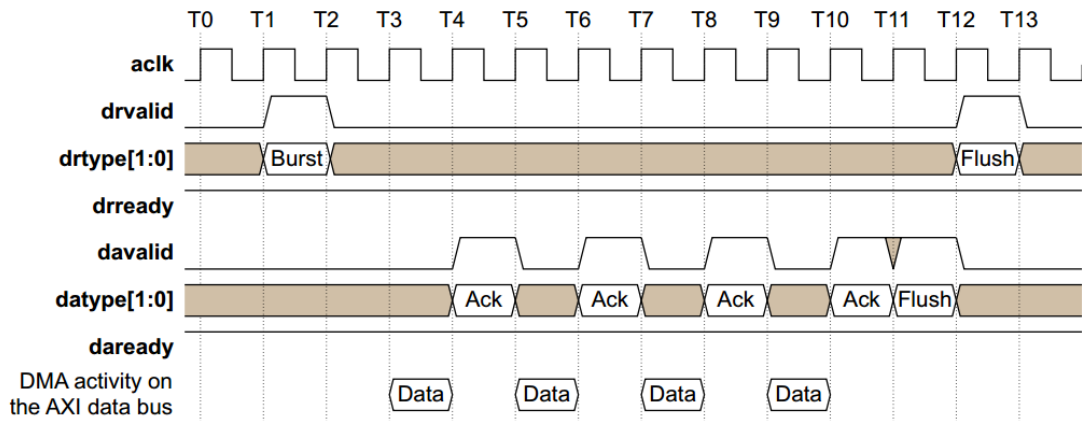 T0 T1 T2 T3 T4 T5 T6 T7 T8 T9 T10 T11 T12 T13
aclk
drvalid
drtype[1:0] Burst Flush
drready
davalid
datype[1:0] Ack Ack Ack Ack Flush
daready
DMA activity on
the AXI data bus Data Data Data Data